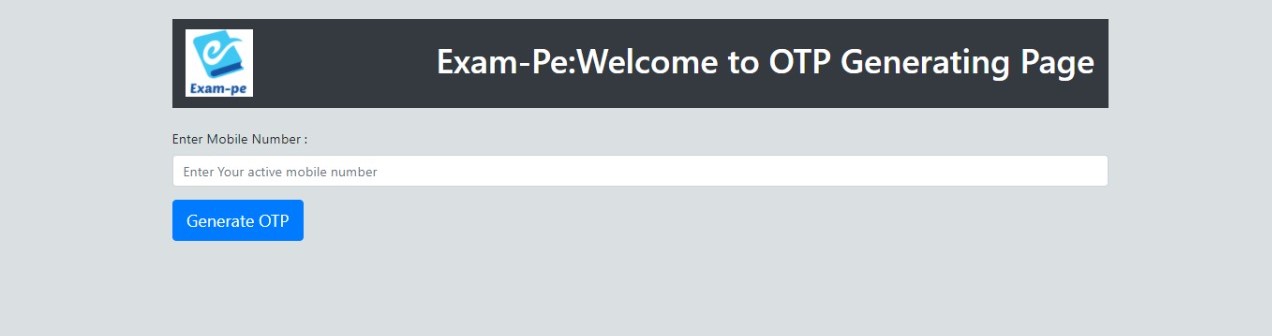 Exam-pe
Exam-Pe:Welcome to OTP Generating Page
Enter Mobile Number :
Enter Your active mobile number
Generate OTP